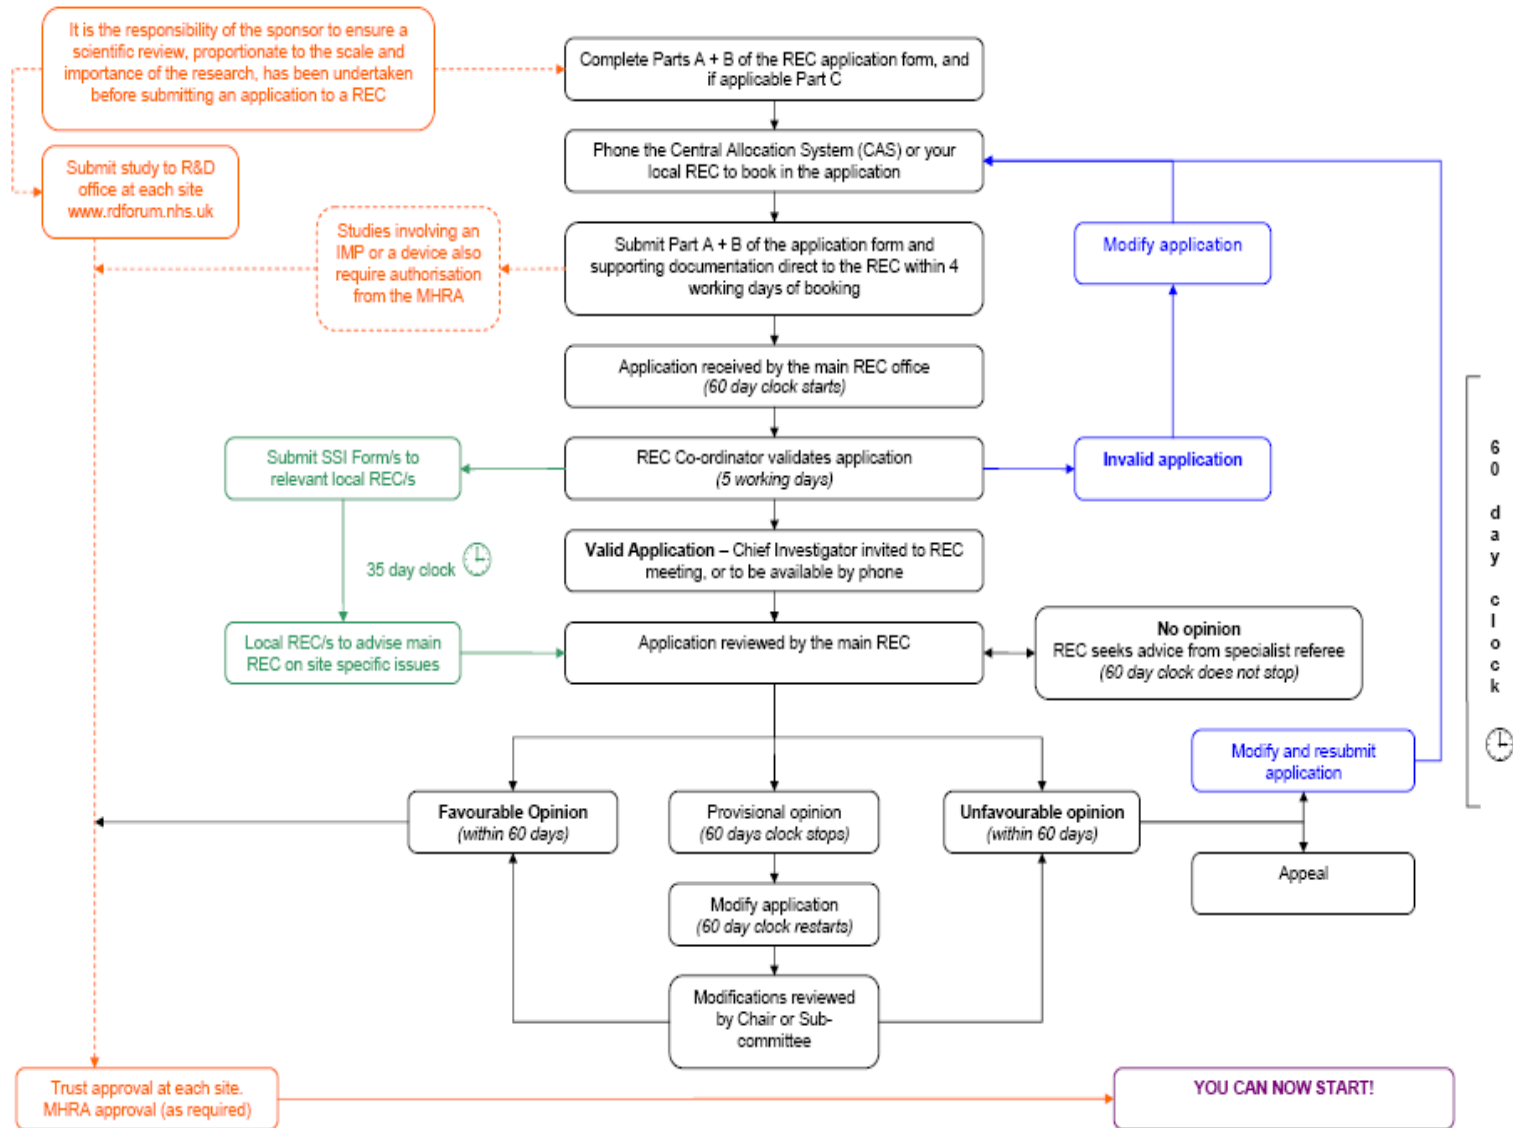 It is the responsibility of the sponsor to ensure a
scientific review, proportionate to the scale and
importance of the research, has been undertaken
before submitting an application to a REC
Complete Parts A + B of the REC application form, and
if applicable Part C
Phone the Central Allocation System (CAS) or your
local REC to book in the application
Submit study to R&D
office at each site
www.rdforum.nhs.uk
Studies involving an
IMP or a device also
require authorisation
from the MHRA
Submit Part A + B of the application form and
supporting documentation direct to the REC within 4
working days of booking
Modify application
Application received by the main REC office
(60 day clock starts)
Submit SSI Form/s to
relevant local REC/s
REC Co-ordinator validates application
(5 working days)
Invalid application
35 day clock
Valid Application – Chief Investigator invited to REC
meeting, or to be available by phone
Local REC/s to advise main
REC on site specific issues
Application reviewed by the main REC
No opinion
REC seeks advice from specialist referee
(60 day clock does not stop)
60 day clock
Modify and resubmit
application
Favourable Opinion
(within 60 days)
Provisional opinion
(60 days clock stops)
Unfavourable opinion
(within 60 days)
Appeal
Modify application
(60 day clock restarts)
Modifications reviewed
by Chair or Sub-
committee
Trust approval at each site.
MHRA approval (as required)
YOU CAN NOW START!